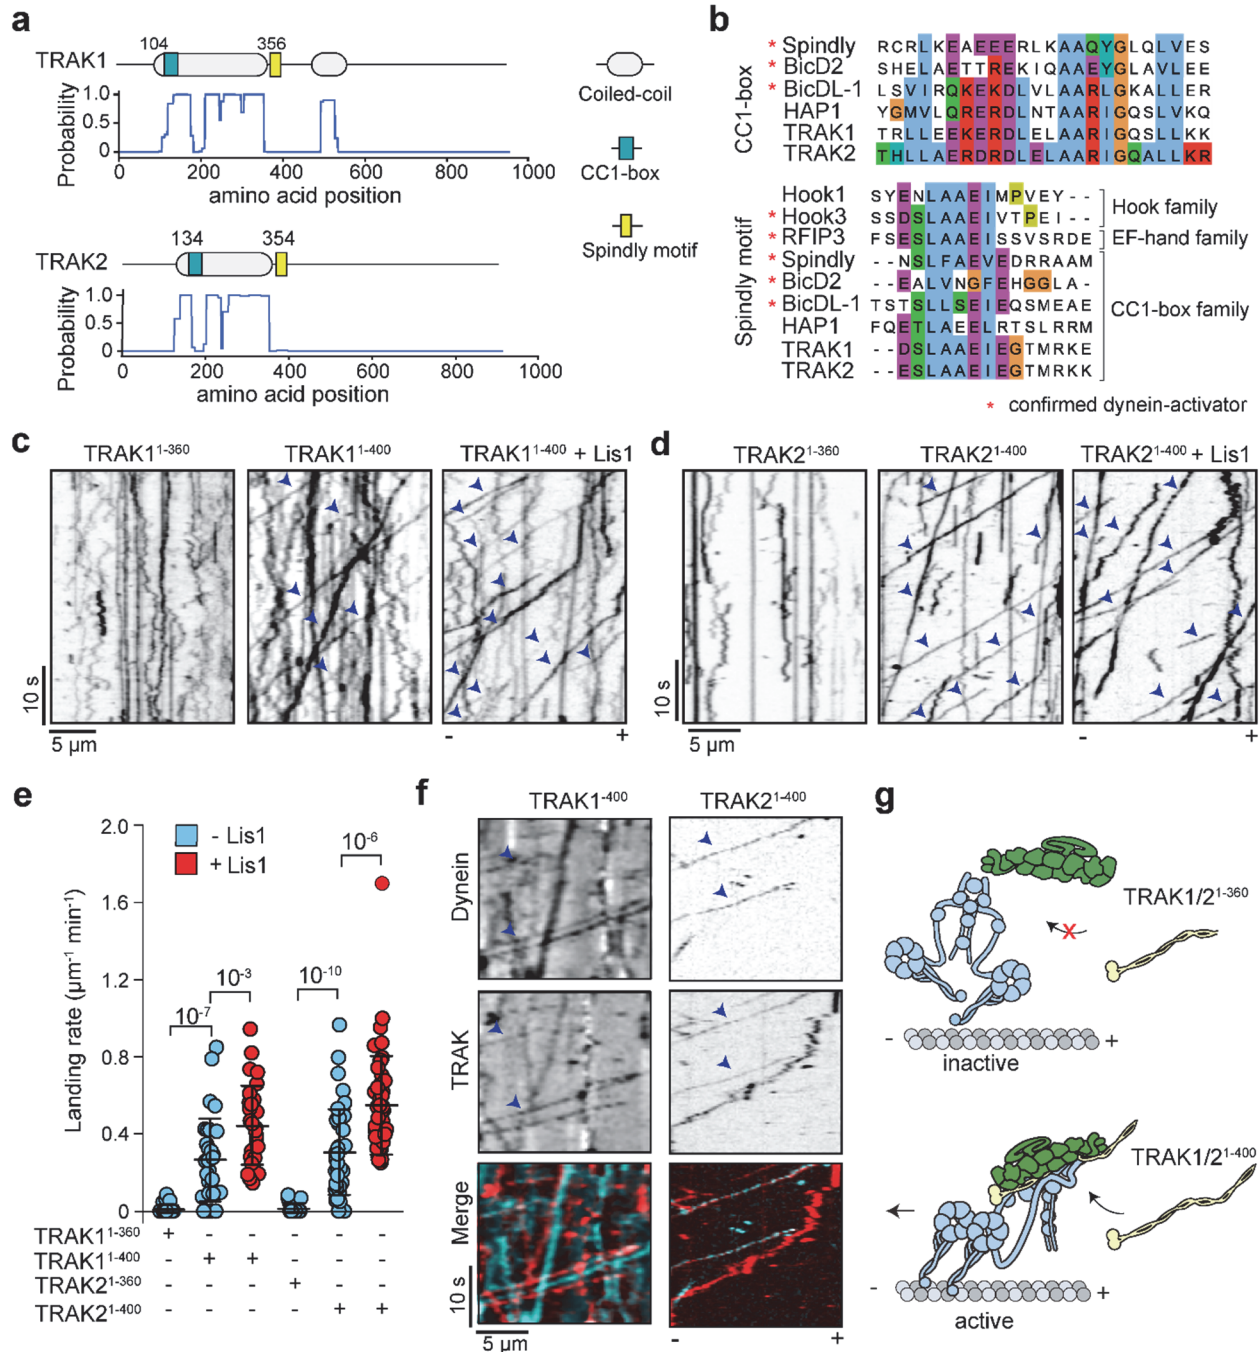 a
TRAK1
104
356
Probability
1.0
0.5
0
0
200
400
600
800
1000
amino acid position
TRAK2
134
354
Probability
1.0
0.5
0
0
200
400
600
800
1000
amino acid position
Coiled-coil
CC1-box
Spindly motif
b
CC1-box
* Spindly RCRLKEAEEERLKAAQYGLQLVES
* BicD2 SHELAETTREKIQAAEYGLAVLEE
* BicDL-1 LSVIRQKEKDLVLAARLGKALLER
HAP1 YGMVLQRERDLNTAARIGQSLVKQ
TRAK1 TRLLEEKERDLELAARIGQSLLKK
TRAK2 THLLAERDRDLELAARIGQALLKR
Spindly motif
Hook1 SYENLAAEIMPVEY--
* Hook3 SSDSLAAEIVTPEI--
* RFIP3 FSESLAAEISSVSRDE
* Spindly --NSLFAEVEDRRAAM
* BicD2 --EALVNGFEHGGLA-
* BicDL-1 TSTSLLSEIEQSMEAE
HAP1 FQETLAEELRTSLRRM
TRAK1 --DSLAAEIEGTMRKE
TRAK2 --ESLAAEIEGTMRKK
Hook family
EF-hand family
CC1-box family
* confirmed dynein-activator
c
TRAK1¹⁻³⁶⁰
TRAK1¹⁻⁴⁰⁰
TRAK1¹⁻⁴⁰⁰ + Lis1
10 s
5 µm
- +
d
TRAK2¹⁻³⁶⁰
TRAK2¹⁻⁴⁰⁰
TRAK2¹⁻⁴⁰⁰ + Lis1
10 s
5 µm
- +
e
Landing rate (µm⁻¹ min⁻¹)
2.0
1.6
1.2
0.8
0.4
0
- Lis1
+ Lis1
10⁻⁷
10⁻³
10⁻¹⁰
10⁻⁶
TRAK1¹⁻³⁶⁰ + - - - - -
TRAK1¹⁻⁴⁰⁰ - + + - - -
TRAK2¹⁻³⁶⁰ - - - + - -
TRAK2¹⁻⁴⁰⁰ - - - - + +
f
TRAK1¹⁻⁴⁰⁰
TRAK2¹⁻⁴⁰⁰
Dynein
TRAK
Merge
10 s
5 µm
- +
g
TRAK1/2¹⁻³⁶⁰
- +
inactive
TRAK1/2¹⁻⁴⁰⁰
- +
active